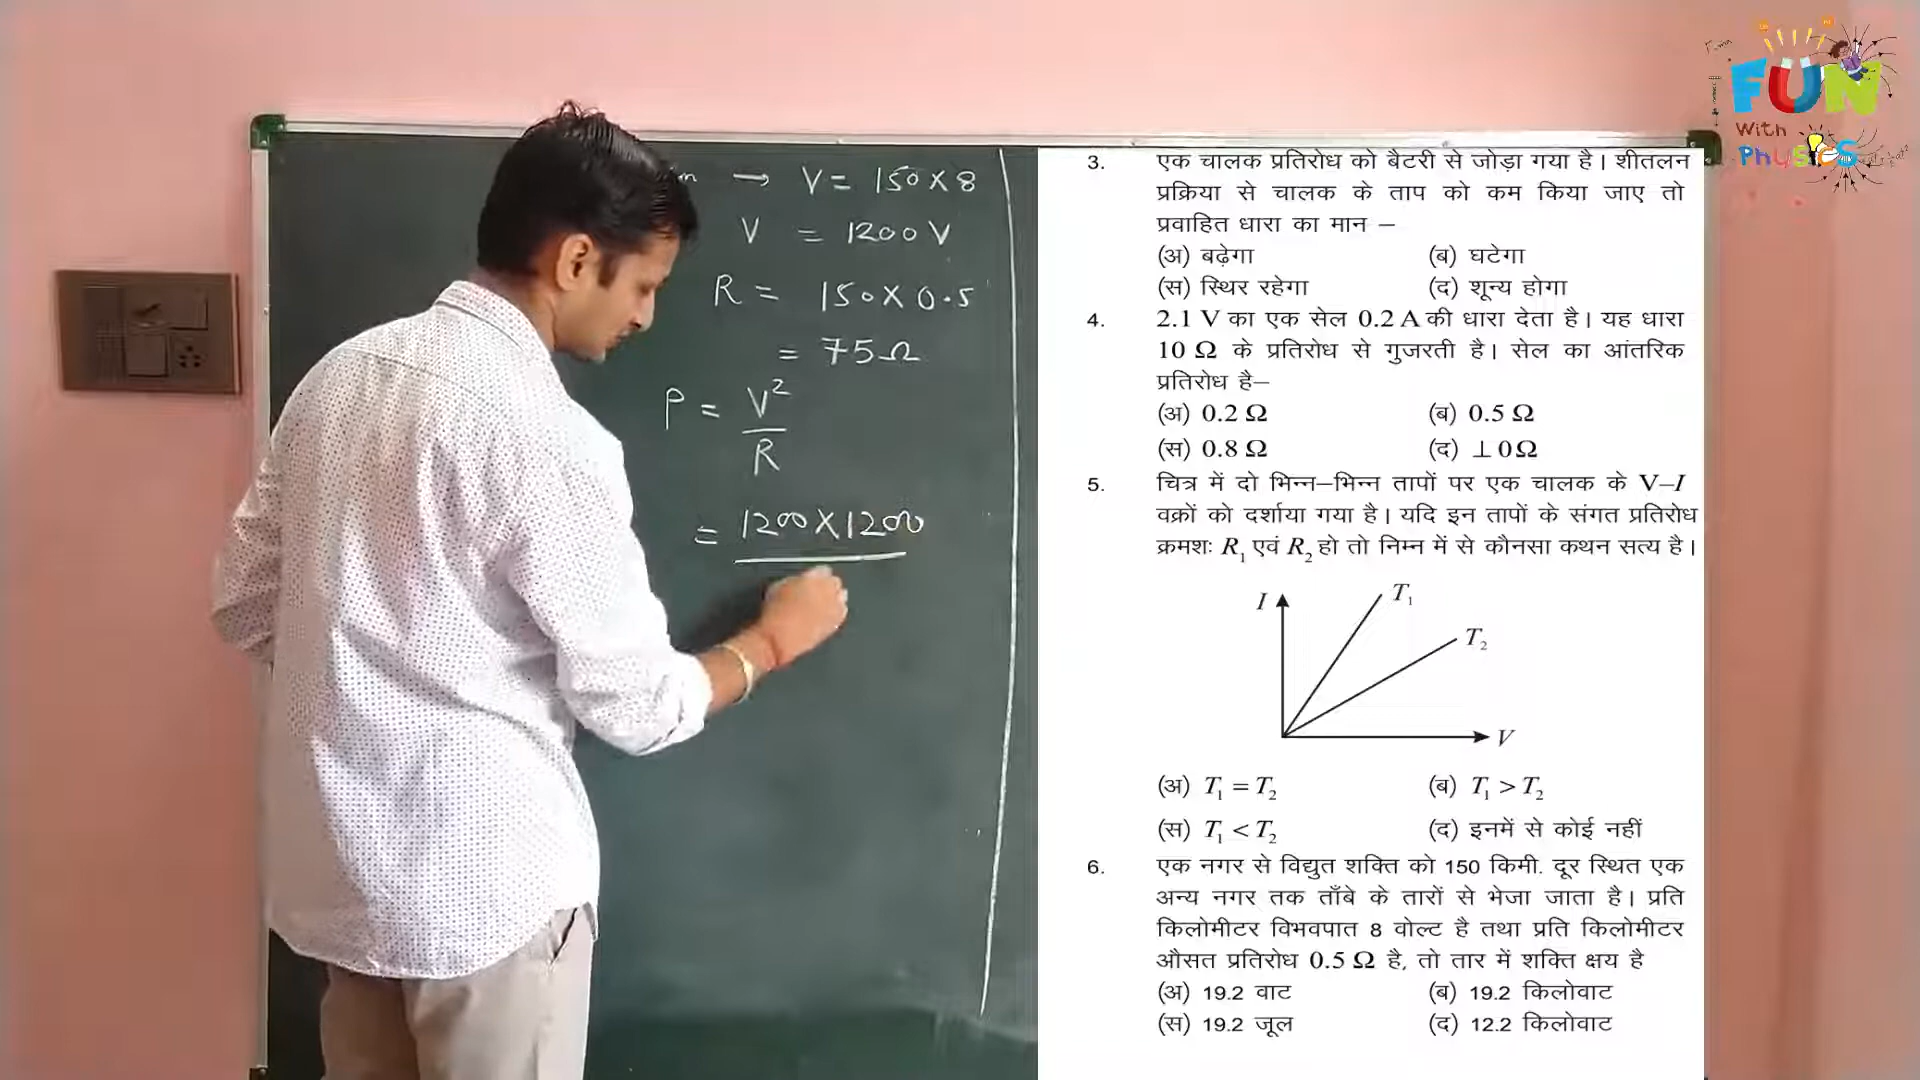 → V = 150 X 8
V = 1200 V
R = 150 X 0.5
= 75 Ω
P = V²
R
= 1200 X 1200
FUN
With
Physics
3. एक चालक प्रतिरोध को बैटरी से जोड़ा गया है। शीतलन
प्रक्रिया से चालक के ताप को कम किया जाए तो
प्रवाहित धारा का मान –
(अ) बढ़ेगा (ब) घटेगा
(स) स्थिर रहेगा (द) शून्य होगा
4. 2.1 V का एक सेल 0.2 A की धारा देता है। यह धारा
10 Ω के प्रतिरोध से गुजरती है। सेल का आंतरिक
प्रतिरोध है–
(अ) 0.2 Ω (ब) 0.5 Ω
(स) 0.8 Ω (द) ⊥0Ω
5. चित्र में दो भिन्न–भिन्न तापों पर एक चालक के V–I
वक्रों को दर्शाया गया है। यदि इन तापों के संगत प्रतिरोध
क्रमशः R₁ एवं R₂ हो तो निम्न में से कौनसा कथन सत्य है।
I
T₁
T₂
V
(अ) T₁ = T₂ (ब) T₁ > T₂
(स) T₁ < T₂ (द) इनमें से कोई नहीं
6. एक नगर से विद्युत शक्ति को 150 किमी. दूर स्थित एक
अन्य नगर तक ताँबे के तारों से भेजा जाता है। प्रति
किलोमीटर विभवपात 8 वोल्ट है तथा प्रति किलोमीटर
औसत प्रतिरोध 0.5 Ω है, तो तार में शक्ति क्षय है
(अ) 19.2 वाट (ब) 19.2 किलोवाट
(स) 19.2 जूल (द) 12.2 किलोवाट